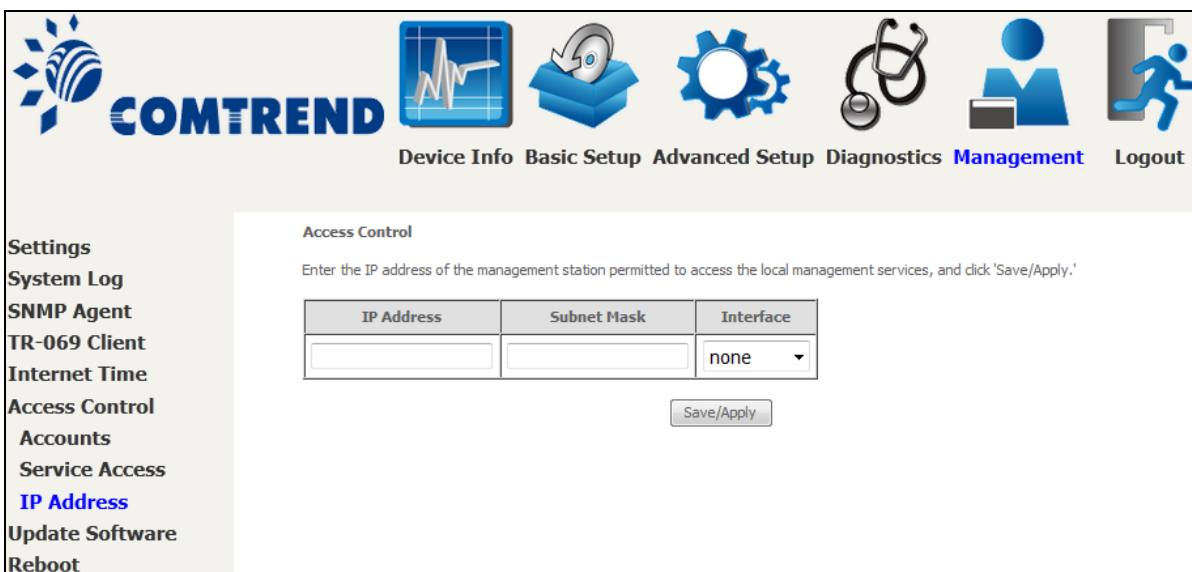 COMTREND
Device Info Basic Setup Advanced Setup Diagnostics Management Logout
Settings
System Log
SNMP Agent
TR-069 Client
Internet Time
Access Control
Accounts
Service Access
IP Address
Update Software
Reboot
Access Control
Enter the IP address of the management station permitted to access the local management services, and click 'Save/Apply.'
IP Address Subnet Mask Interface
none
Save/Apply